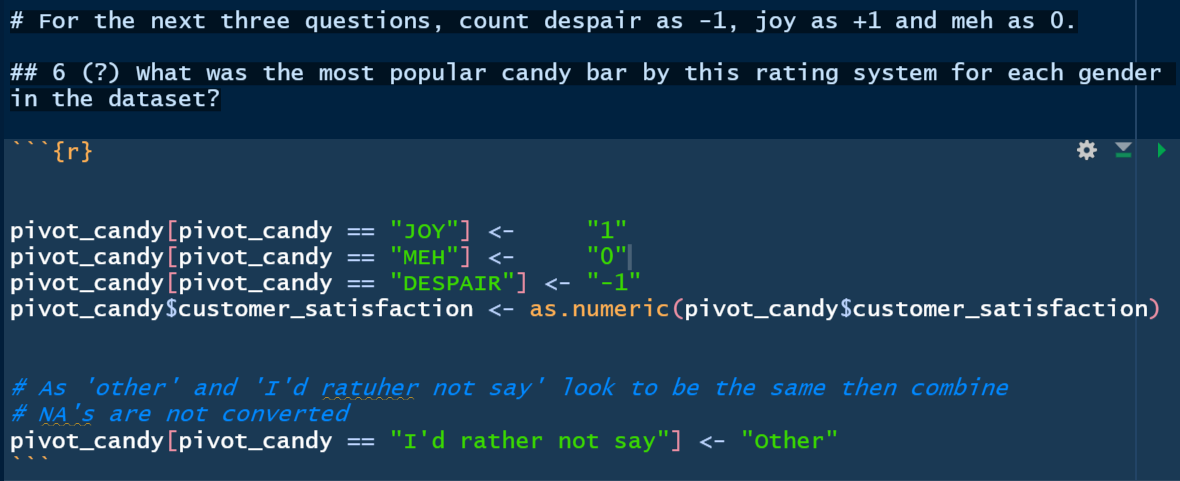 # For the next three questions, count despair as -1, joy as +1 and meh as 0.
## 6 (?) What was the most popular candy bar by this rating system for each gender
in the dataset?
```{r}
pivot_candy[pivot_candy == "JOY"] <-     "1"
pivot_candy[pivot_candy == "MEH"] <-     "0"
pivot_candy[pivot_candy == "DESPAIR"] <- "-1"
pivot_candy$customer_satisfaction <- as.numeric(pivot_candy$customer_satisfaction)
# As 'other' and 'I'd ratuher not say' look to be the same then combine
# NA's are not converted
pivot_candy[pivot_candy == "I'd rather not say"] <- "Other"
```